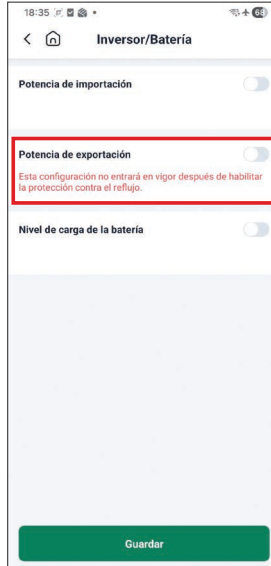 18:35
68
Inversor/Batería
Potencia de importación
Potencia de exportación
Esta configuración no entrará en vigor después de habilitar
la protección contra el reflujo.
Nivel de carga de la batería
Guardar